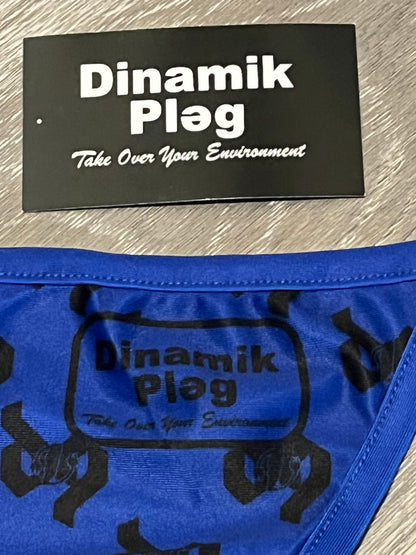 Dinamik
Pləg
Take Over Your Environment
Dinamik
Pləg
Take Over Your Environment